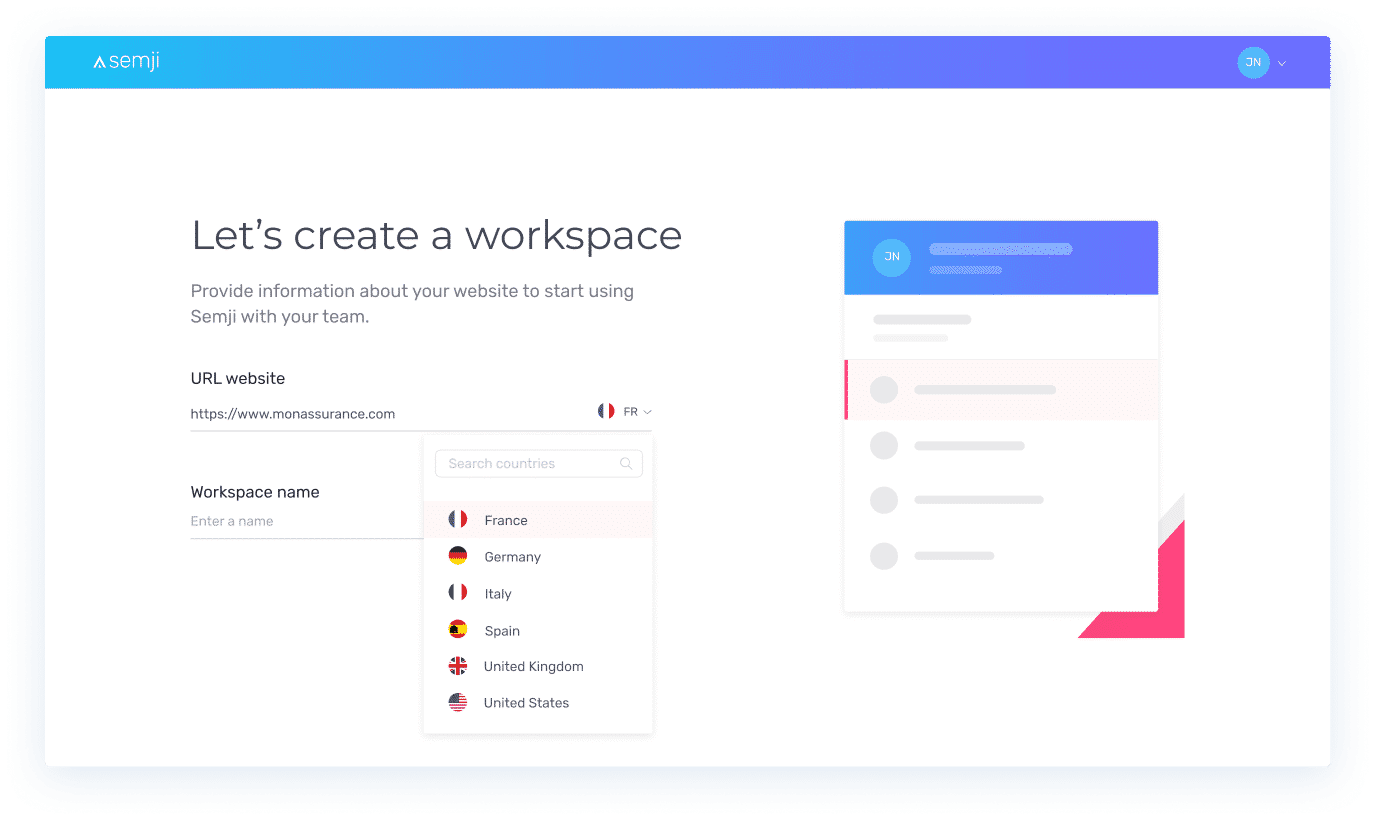 semji
JN
Let’s create a workspace
Provide information about your website to start using
Semji with your team.
URL website
https://www.monassurance.com
FR
Search countries
Workspace name
Enter a name
France
Germany
Italy
Spain
United Kingdom
United States
JN